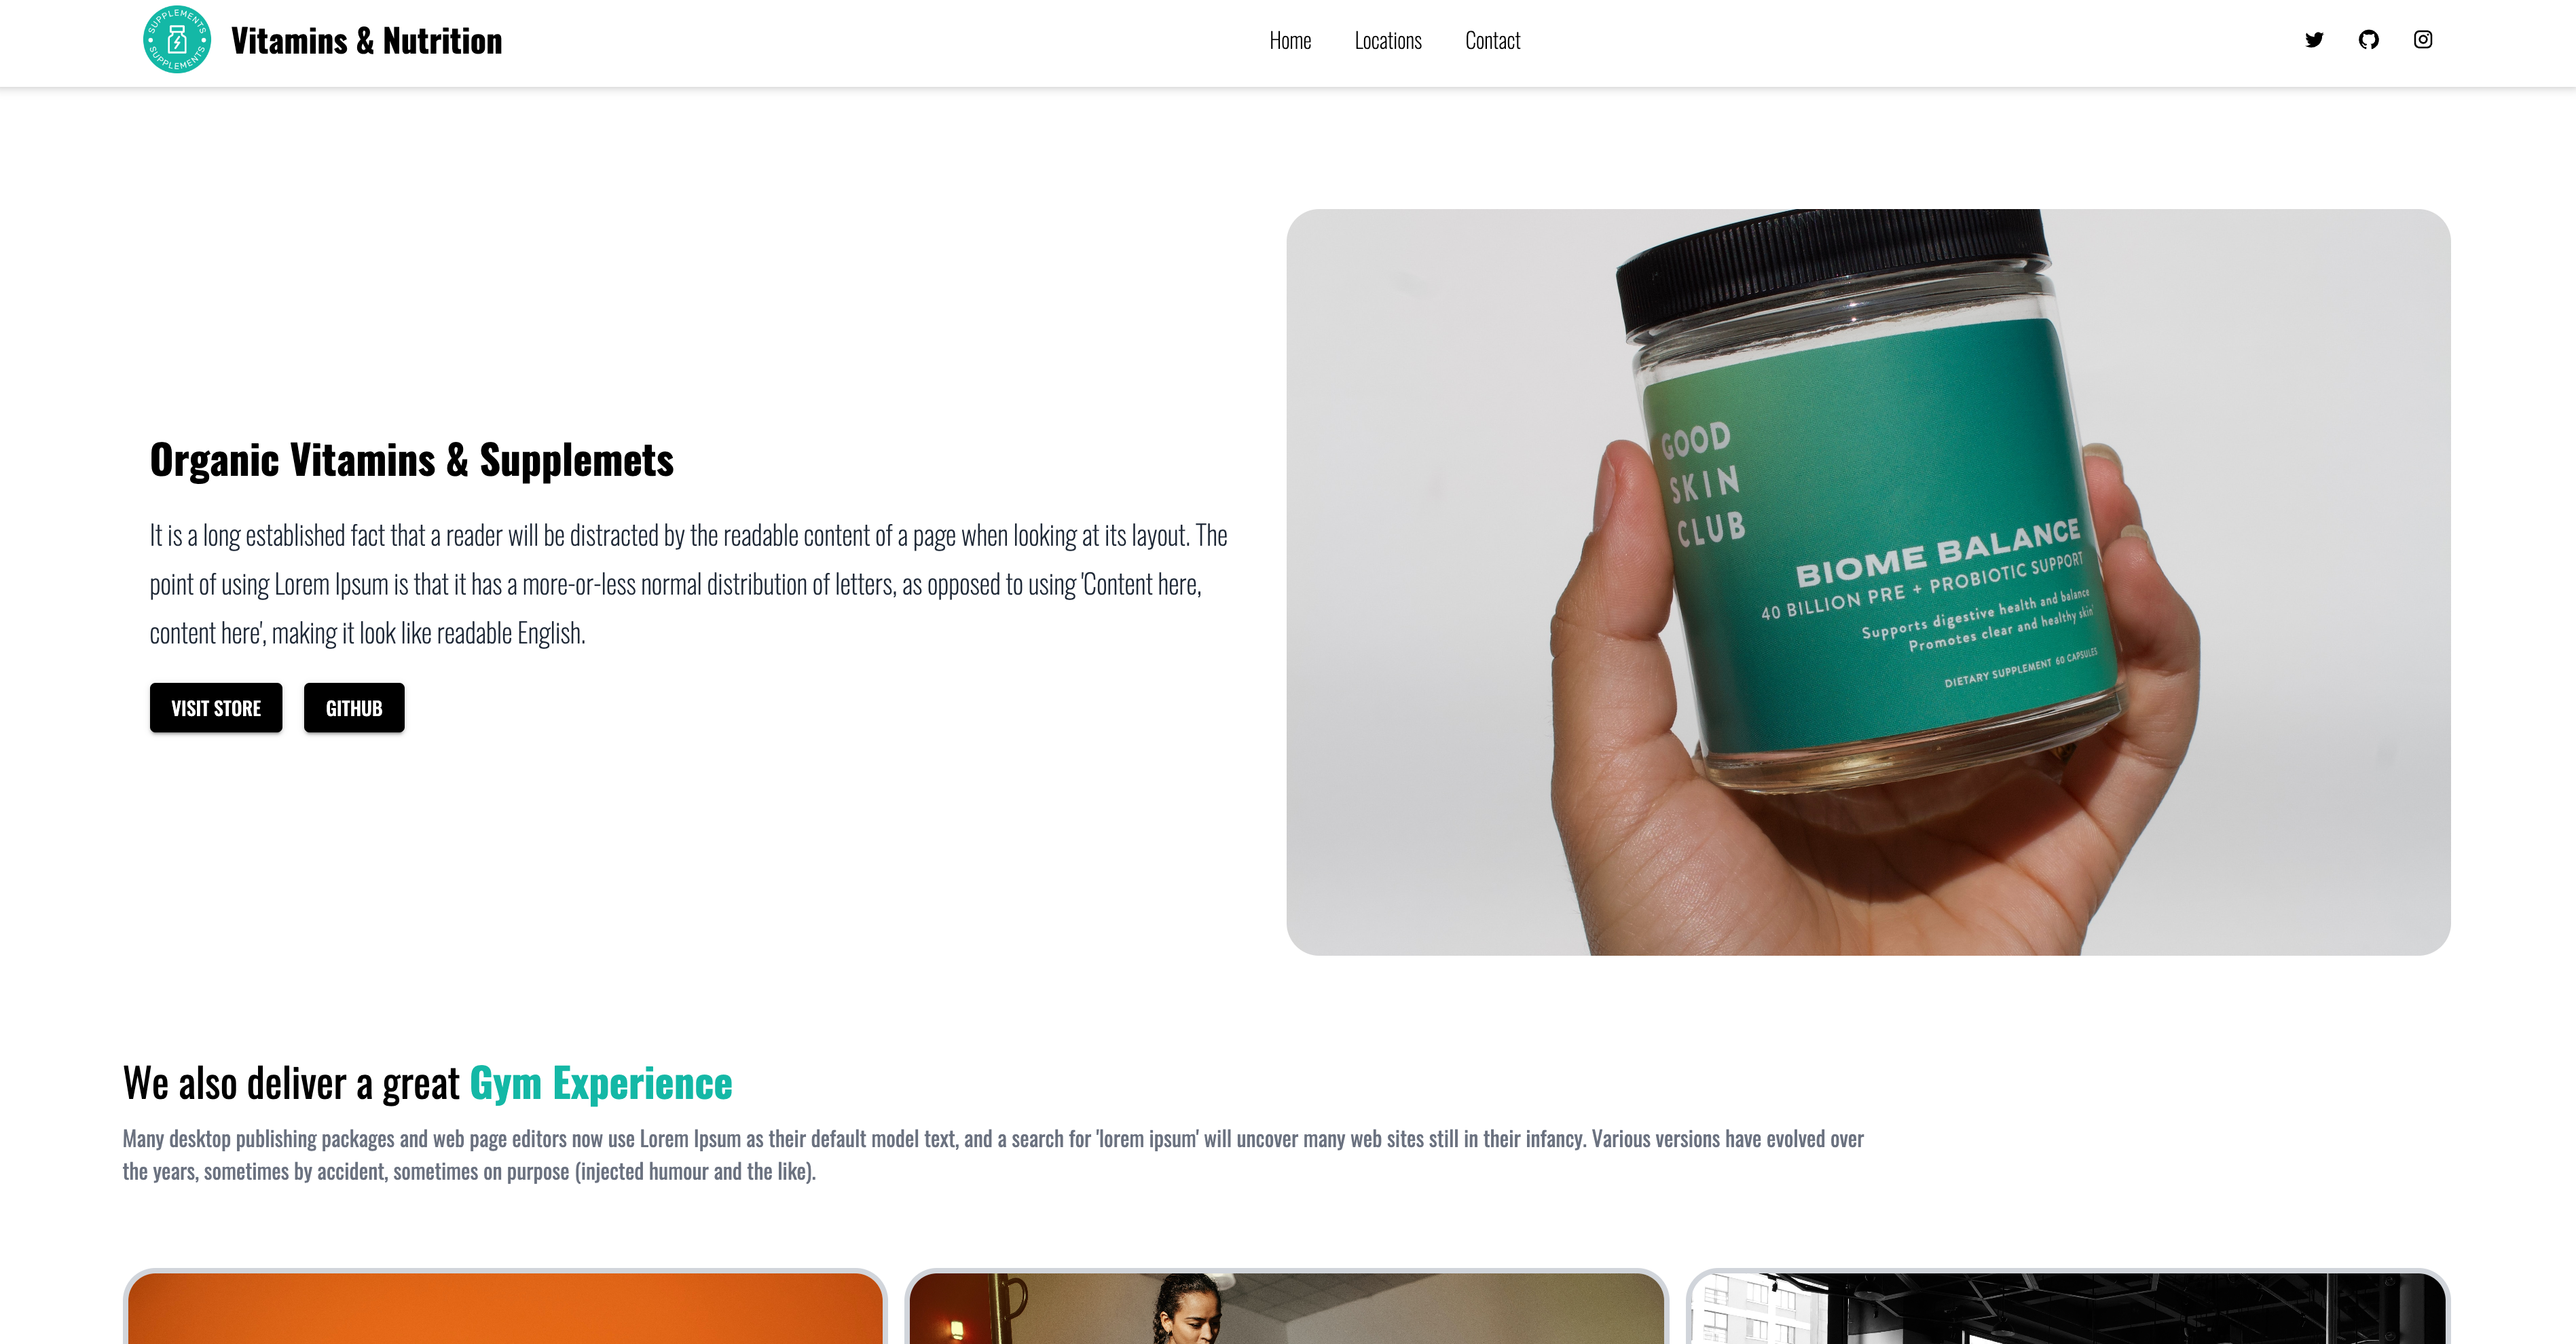 SUPPLEMENTS
SUPPLEMENTS
Vitamins & Nutrition
Home
Locations
Contact
Organic Vitamins & Supplemets
It is a long established fact that a reader will be distracted by the readable content of a page when looking at its layout. The
point of using Lorem Ipsum is that it has a more-or-less normal distribution of letters, as opposed to using 'Content here,
content here', making it look like readable English.
VISIT STORE
GITHUB
GOOD
SKIN
CLUB
BIOME BALANCE
40 BILLION PRE + PROBIOTIC SUPPORT
Supports digestive health and balance
Promotes clear and healthy skin
DIETARY SUPPLEMENT 60 CAPSULES
We also deliver a great Gym Experience
Many desktop publishing packages and web page editors now use Lorem Ipsum as their default model text, and a search for 'lorem ipsum' will uncover many web sites still in their infancy. Various versions have evolved over
the years, sometimes by accident, sometimes on purpose (injected humour and the like).